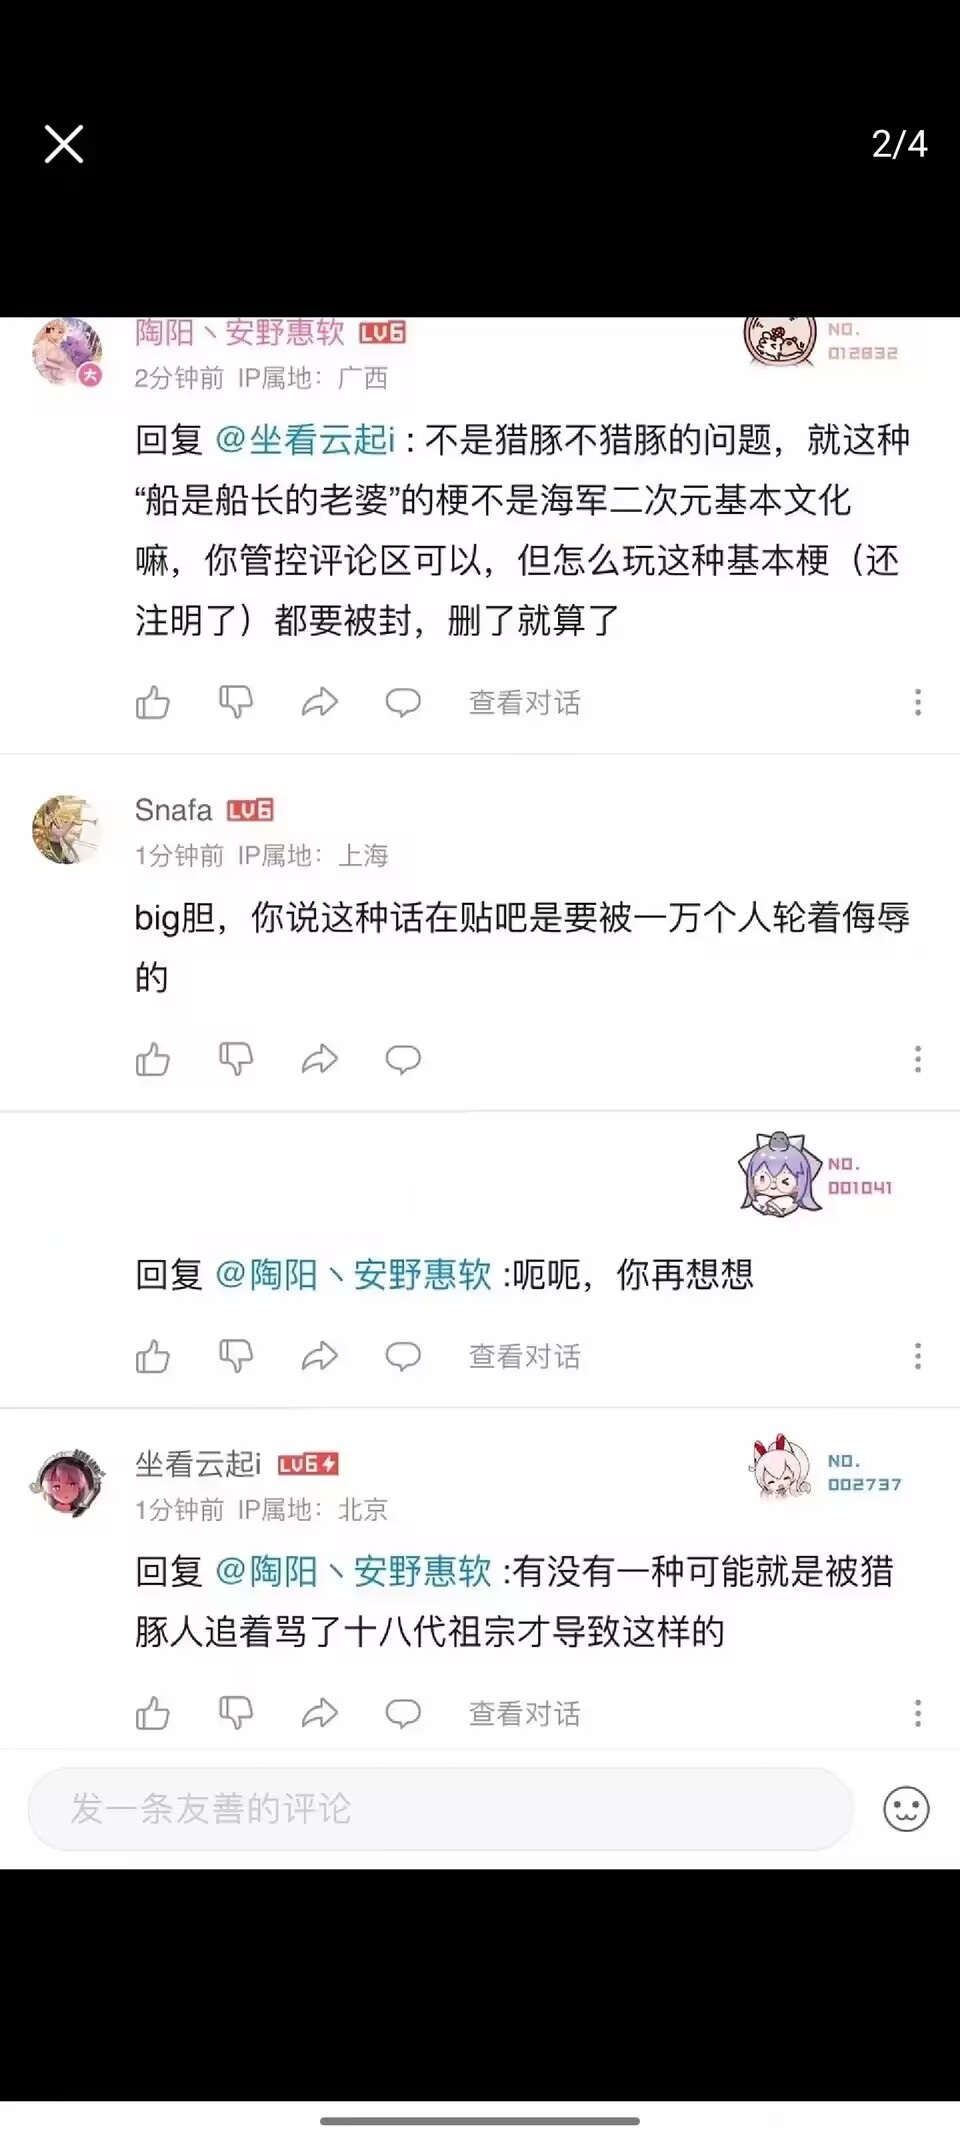 2/4
陶阳丶安野惠软 LV6
NO.
012832
大
2分钟前 IP属地：广西
回复 @坐看云起i : 不是猎豚不猎豚的问题，就这种
“船是船长的老婆”的梗不是海军二次元基本文化
嘛，你管控评论区可以，但怎么玩这种基本梗（还
注明了）都要被封，删了就算了
查看对话
Snafa LV6
1分钟前 IP属地：上海
big胆，你说这种话在贴吧是要被一万个人轮着侮辱
的
NO.
001041
回复 @陶阳丶安野惠软 :呃呃，你再想想
查看对话
坐看云起i LV6
NO.
002737
1分钟前 IP属地：北京
回复 @陶阳丶安野惠软 :有没有一种可能就是被猎
豚人追着骂了十八代祖宗才导致这样的
查看对话
发一条友善的评论